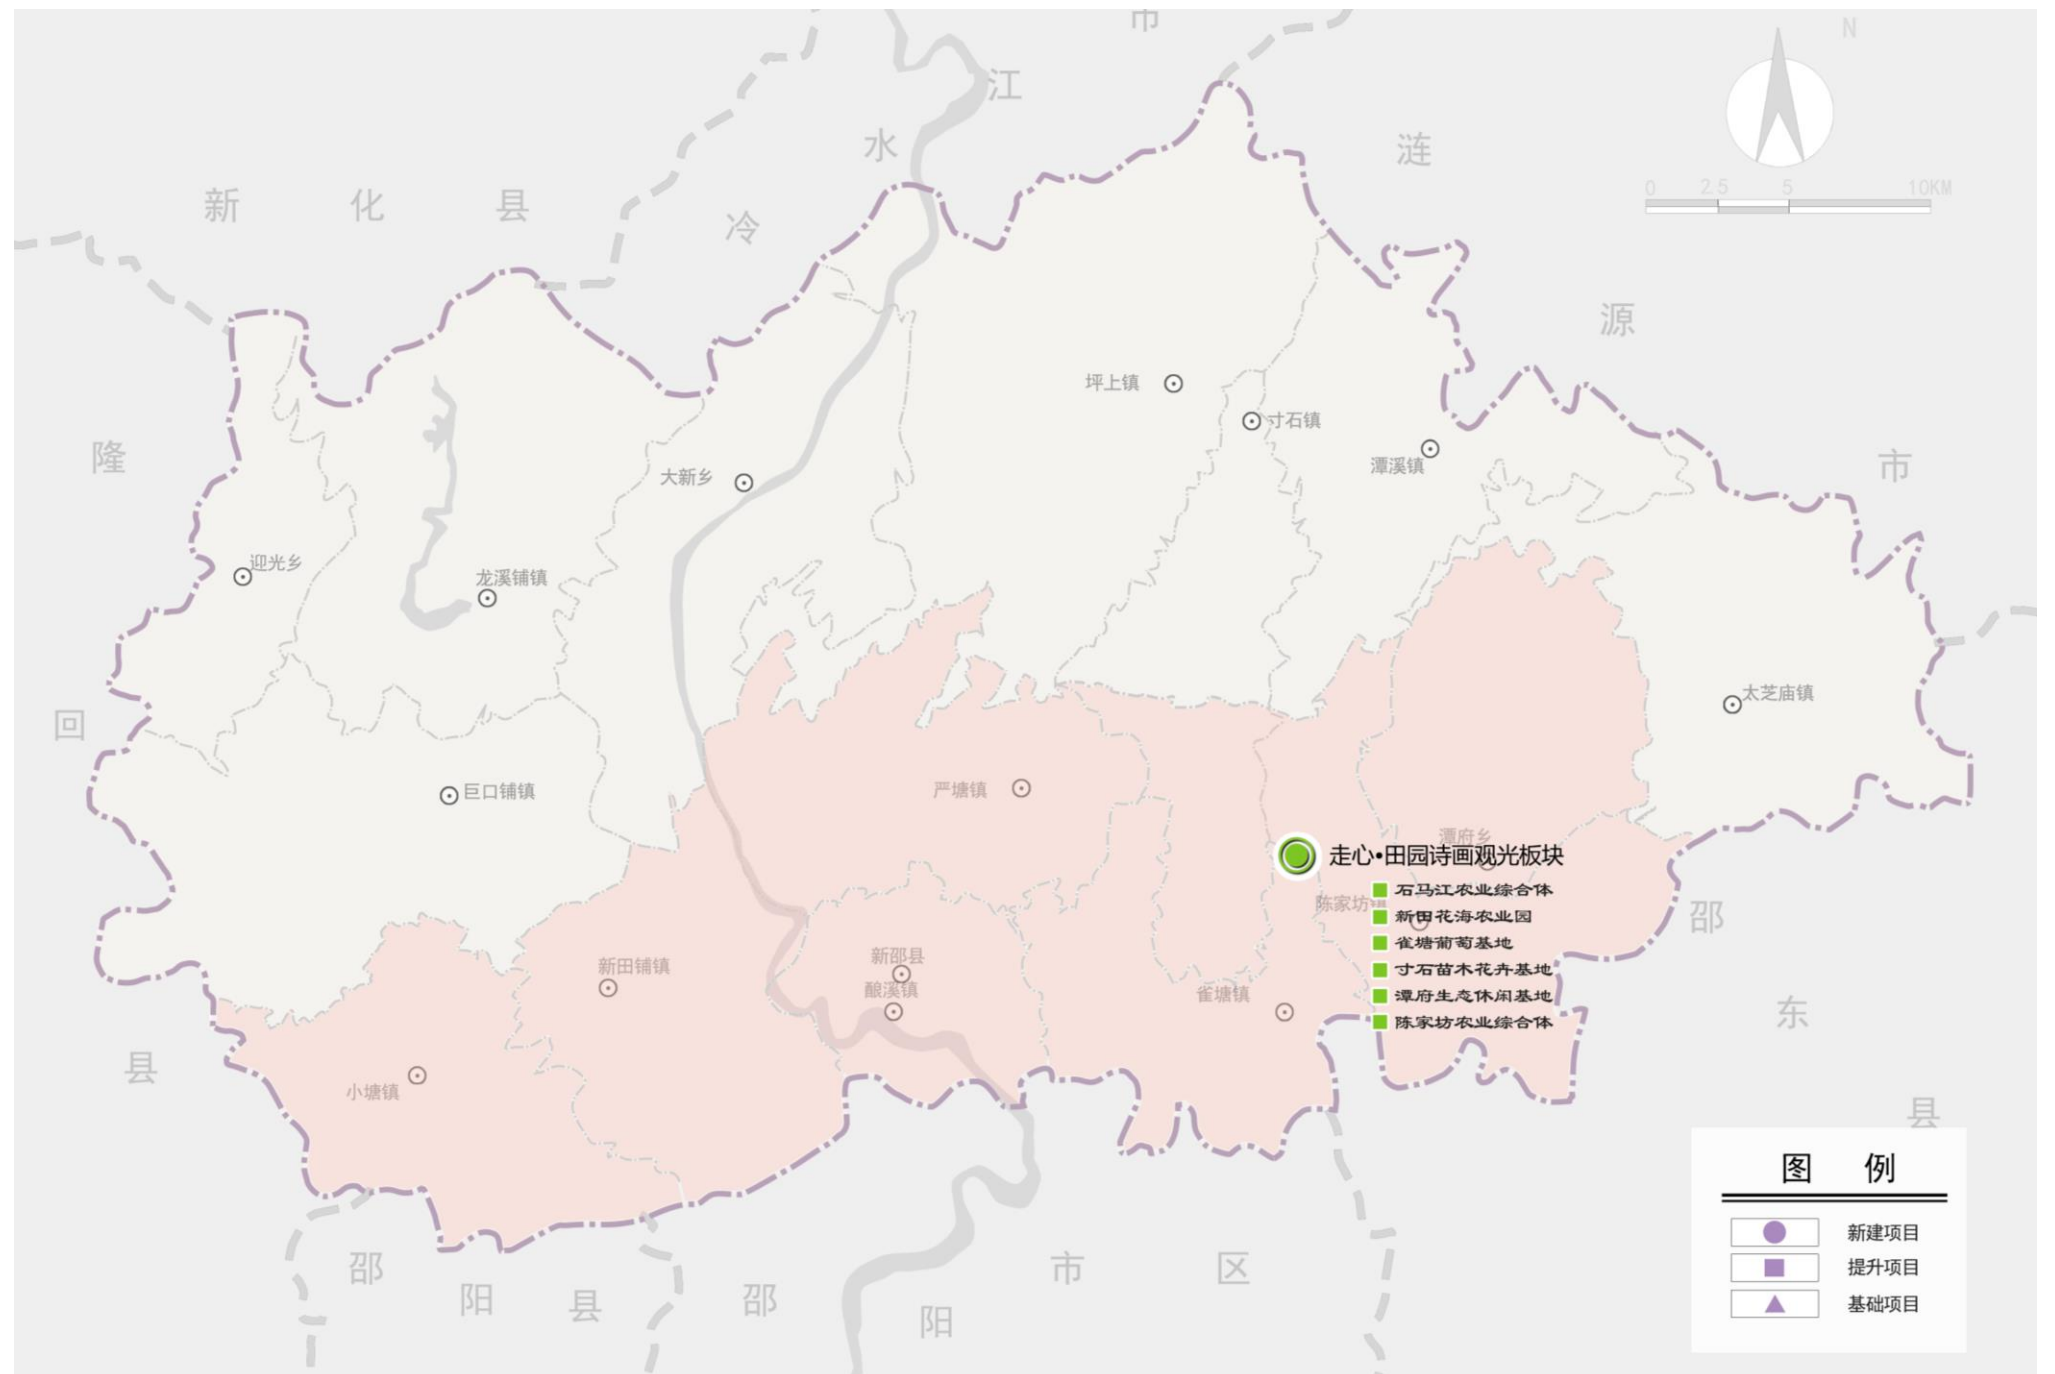 市
N
江
水
涟
0 2.5 5 10KM
新化县
冷
源
坪上镇
寸石镇
隆
潭溪镇
市
大新乡
迎光乡
龙溪铺镇
太芝庙镇
回
巨口铺镇
严塘镇
潭府乡
走心•田园诗画观光板块
石马江农业综合体
陈家坊
新田花海农业园
邵
雀塘葡萄基地
新邵县
新田铺镇
寸石苗木花卉基地
酿溪镇
雀塘镇
潭府生态休闲基地
东
陈家坊农业综合体
县
小塘镇
县
图 例
新建项目
提升项目
基础项目
邵阳县
邵阳市区